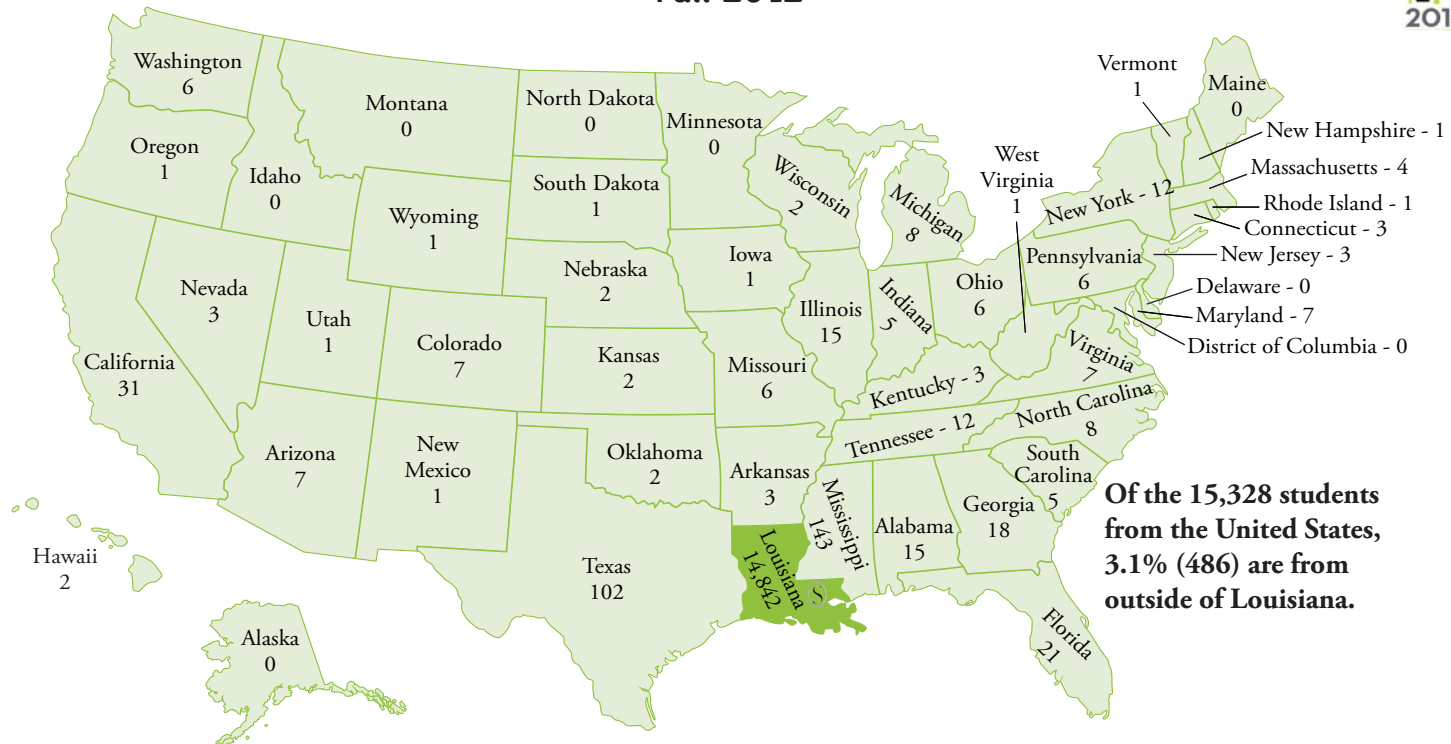 201
Washington
6
Oregon
1
Idaho
0
Montana
0
North Dakota
0
Minnesota
0
Wisconsin
2
Michigan
8
Vermont
1
Maine
0
New Hampshire - 1
Massachusetts - 4
Rhode Island - 1
Connecticut - 3
New Jersey - 3
Delaware - 0
Maryland - 7
District of Columbia - 0
New York - 12
West
Virginia
1
Pennsylvania
6
South Dakota
1
Wyoming
1
Nebraska
2
Iowa
1
Illinois
15
Indiana
5
Ohio
6
Nevada
3
Utah
1
Colorado
7
Kansas
2
Missouri
6
Kentucky - 3
Virginia
7
California
31
Arizona
7
New
Mexico
1
Oklahoma
2
Arkansas
3
Tennessee - 12
North Carolina
8
South
Carolina
5
Mississippi
143
Alabama
15
Georgia
18
Louisiana
14,842
Texas
102
Florida
21
Hawaii
2
Alaska
0
Of the 15,328 students
from the United States,
3.1% (486) are from
outside of Louisiana.